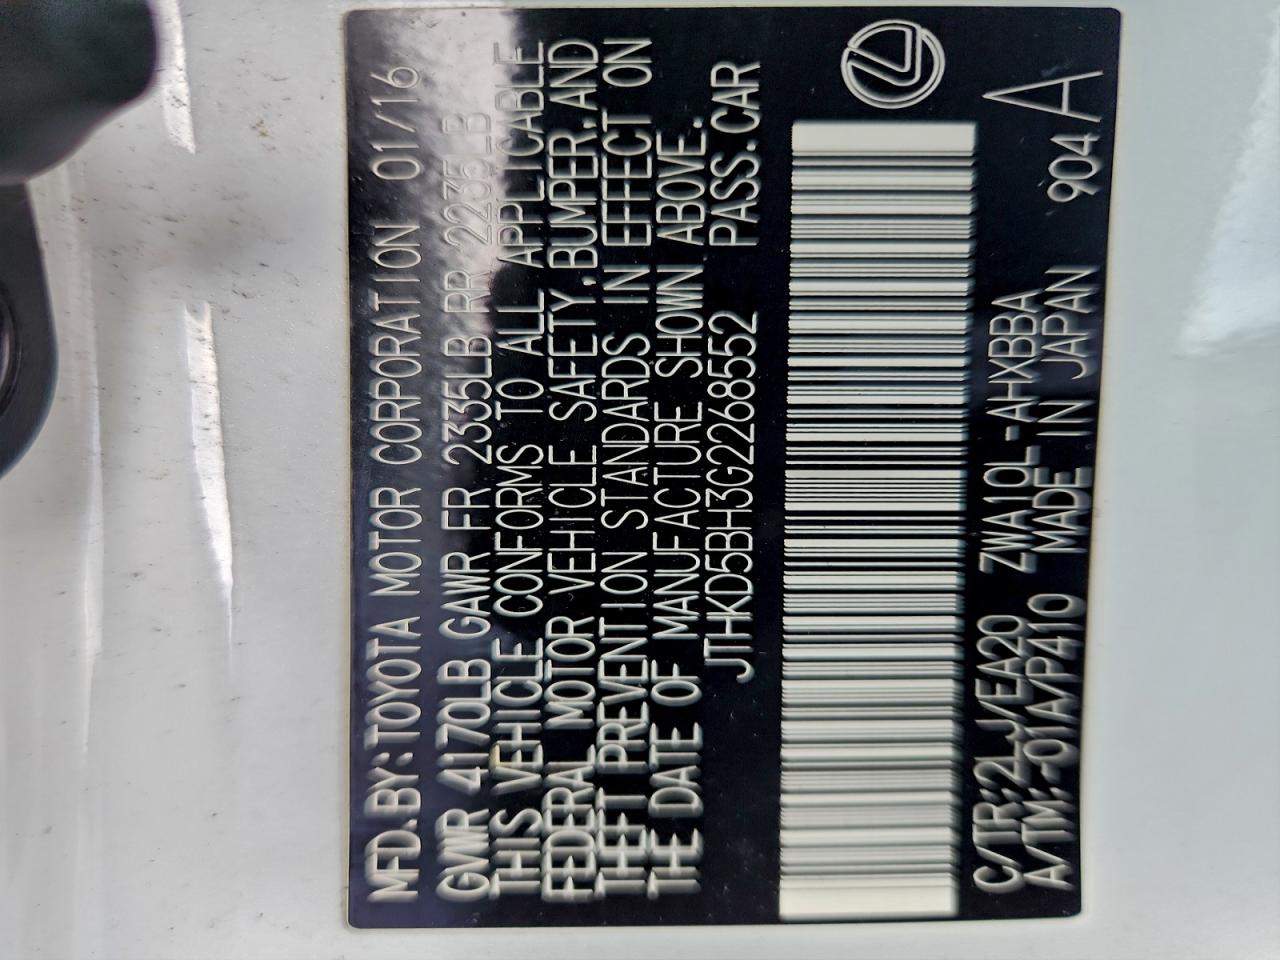 MFD.BY:TOYOTA MOTOR CORPORATION 01/16
GVWR 4170LB GAWR FR 2335LB RR 2235LB
THIS VEHICLE CONFORMS TO ALL APPLICABLE
FEDERAL MOTOR VEHICLE SAFETY,BUMPER,AND
THEFT PREVENTION STANDARDS IN EFFECT ON
THE DATE OF MANUFACTURE SHOWN ABOVE.
JTHKD5BH3G2268552 PASS.CAR
C/TR:2LJ/EA20 ZWA10L-AHXBBA
A/TM:-01A/P410 MADE IN JAPAN 904 A